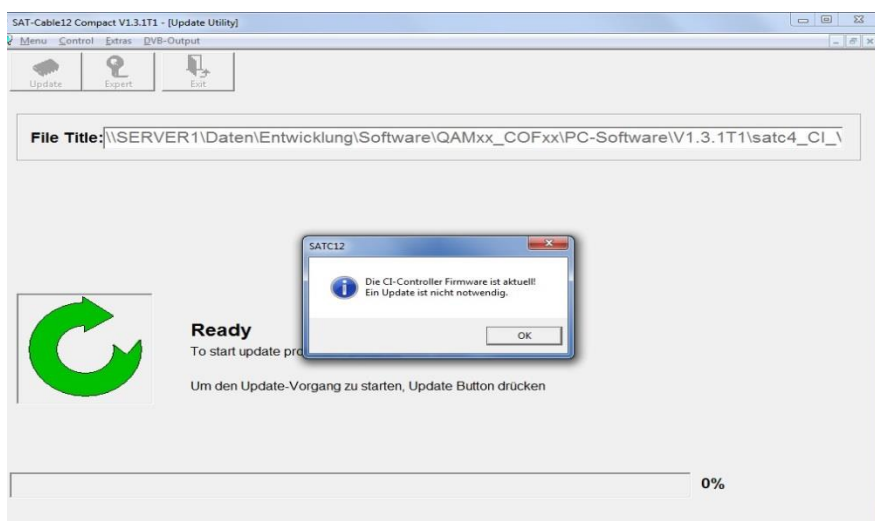 SAT-Cable12 Compact V1.3.1T1 - [Update Utility]
Menu Control Extras DVB-Output
Update Expert Exit
File Title: \\SERVER1\Daten\Entwicklung\Software\QAMxx_COFxx\PC-Software\V1.3.1T1\satc4_CI_\
SATC12
Die CI-Controller Firmware ist aktuell!
Ein Update ist nicht notwendig.
OK
Ready
To start update pro
Um den Update-Vorgang zu starten, Update Button drücken
0%